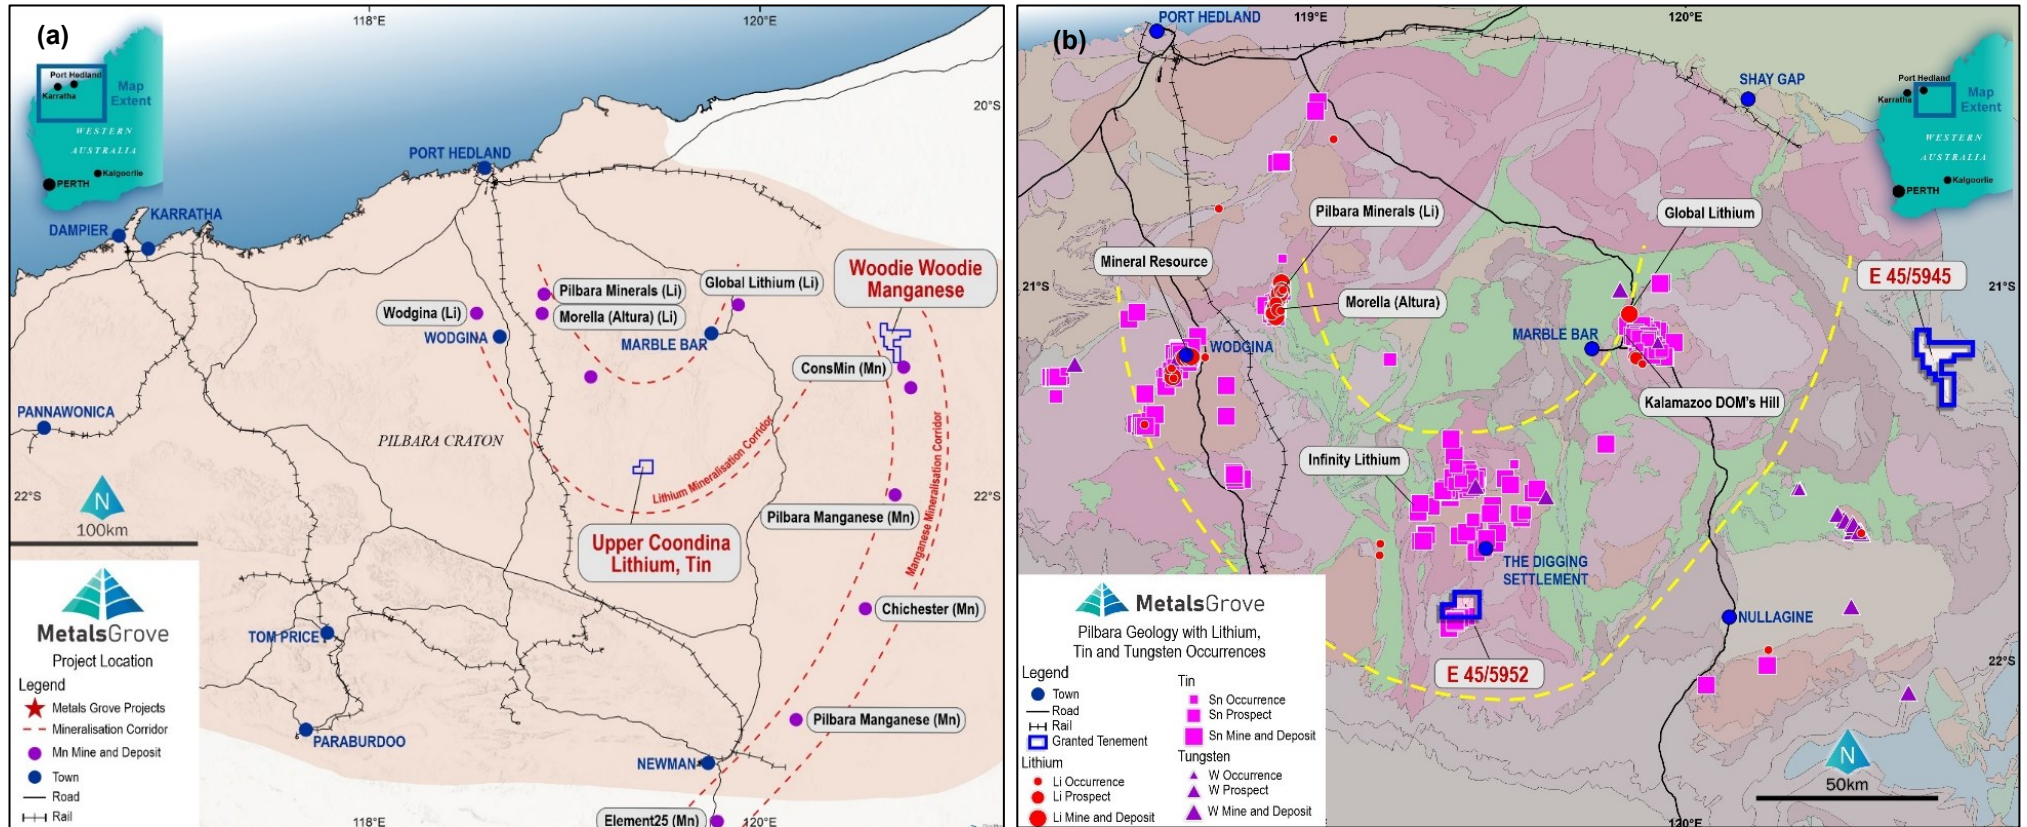 (a)
118°E
120°E
Port Hedland
Karratha
Map
Extent
WESTERN
AUSTRALIA
Kalgoorlie
PERTH
20°S
PORT HEDLAND
KARRATHA
DAMPIER
Woodie Woodie
Manganese
Pilbara Minerals (Li)
Global Lithium (Li)
Wodgina (Li)
Morella (Altura) (Li)
WODGINA
MARBLE BAR
ConsMin (Mn)
PANNAWONICA
PILBARA CRATON
Lithium Mineralisation Corridor
Manganese Mineralisation Corridor
22°S
22°S
N
100km
Pilbara Manganese (Mn)
Upper Coondina
Lithium, Tin
Chichester (Mn)
MetalsGrove
Project Location
TOM PRICE
Legend
Metals Grove Projects
Mineralisation Corridor
Mn Mine and Deposit
Town
Road
Rail
PARABURDOO
Pilbara Manganese (Mn)
NEWMAN
Element25 (Mn)
118°E
120°E
(b)
PORT HEDLAND
119°E
120°E
SHAY GAP
Port Hedland
Karratha
Map
Extent
WESTERN
AUSTRALIA
Kalgoorlie
PERTH
Pilbara Minerals (Li)
Global Lithium
Mineral Resource
E 45/5945
21°S
21°S
Morella (Altura)
MARBLE BAR
WODGINA
Kalamazoo DOM's Hill
Infinity Lithium
THE DIGGING
SETTLEMENT
NULLAGINE
22°S
E 45/5952
MetalsGrove
Pilbara Geology with Lithium,
Tin and Tungsten Occurrences
Legend
Town
Road
Rail
Granted Tenement
Lithium
Li Occurrence
Li Prospect
Li Mine and Deposit
Tin
Sn Occurrence
Sn Prospect
Sn Mine and Deposit
Tungsten
W Occurrence
W Prospect
W Mine and Deposit
N
50km
120°E